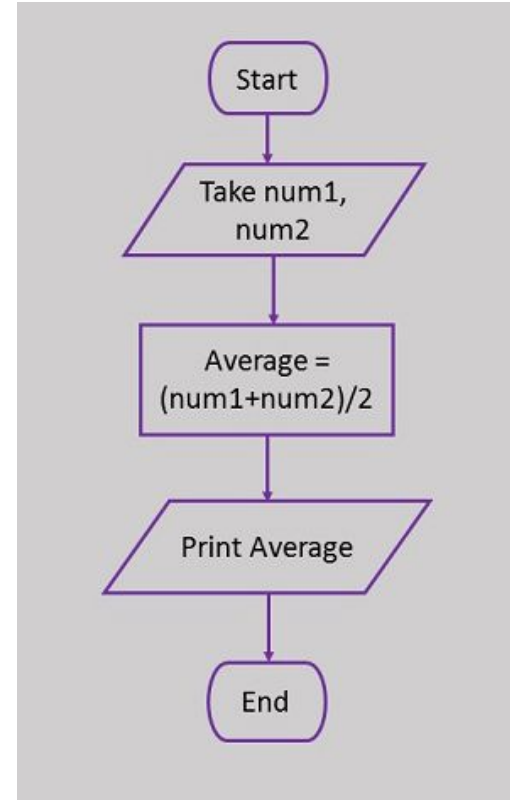 Start
Take num1,
num2
Average =
(num1+num2)/2
Print Average
End